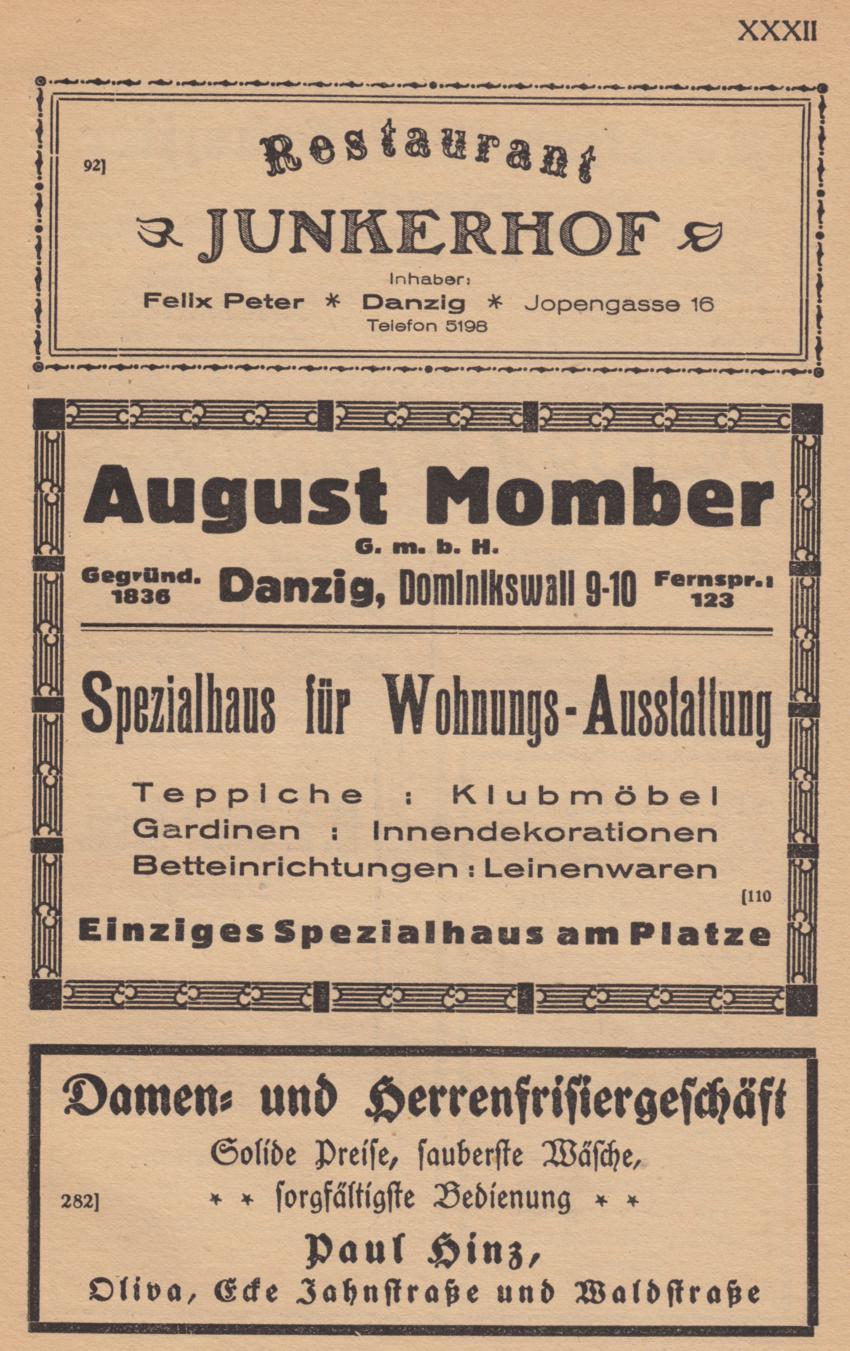 XXXII
Restaurant
92]
JUNKERHOF
Inhaber:
Felix Peter * Danzig * Jopengasse 16
Telefon 5198
August Momber
G. m. b. H.
Gegründ. 1836 Danzig, Dominikswall 9-10 Fernspr.: 123
Spezialhaus für Wohnungs-Ausstattung
Teppiche : Klubmöbel
Gardinen : Innendekorationen
Betteinrichtungen : Leinenwaren
[110
Einziges Spezialhaus am Platze
Damen- und Herrenfrisiergeschäft
Solide Preise, sauberste Wäsche,
282] * * sorgfältigste Bedienung * *
Paul Hinz,
Oliva, Ecke Jahnstraße und Waldstraße